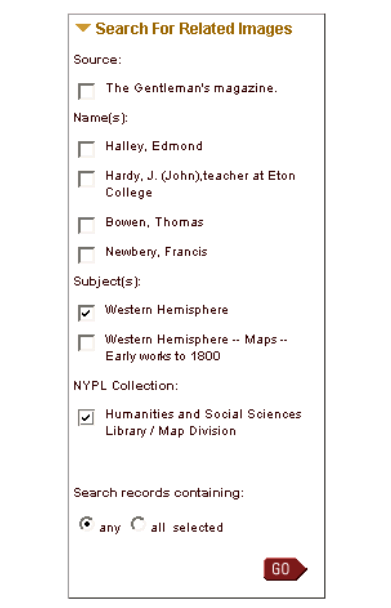 Search For Related Images
Source:
The Gentleman's magazine.
Name(s):
Halley, Edmond
Hardy, J. (John),teacher at Eton
College
Bowen, Thomas
Newbery, Francis
Subject(s):
Western Hemisphere
Western Hemisphere -- Maps --
Early works to 1800
NYPL Collection:
Humanities and Social Sciences
Library / Map Division
Search records containing:
any all selected
GO